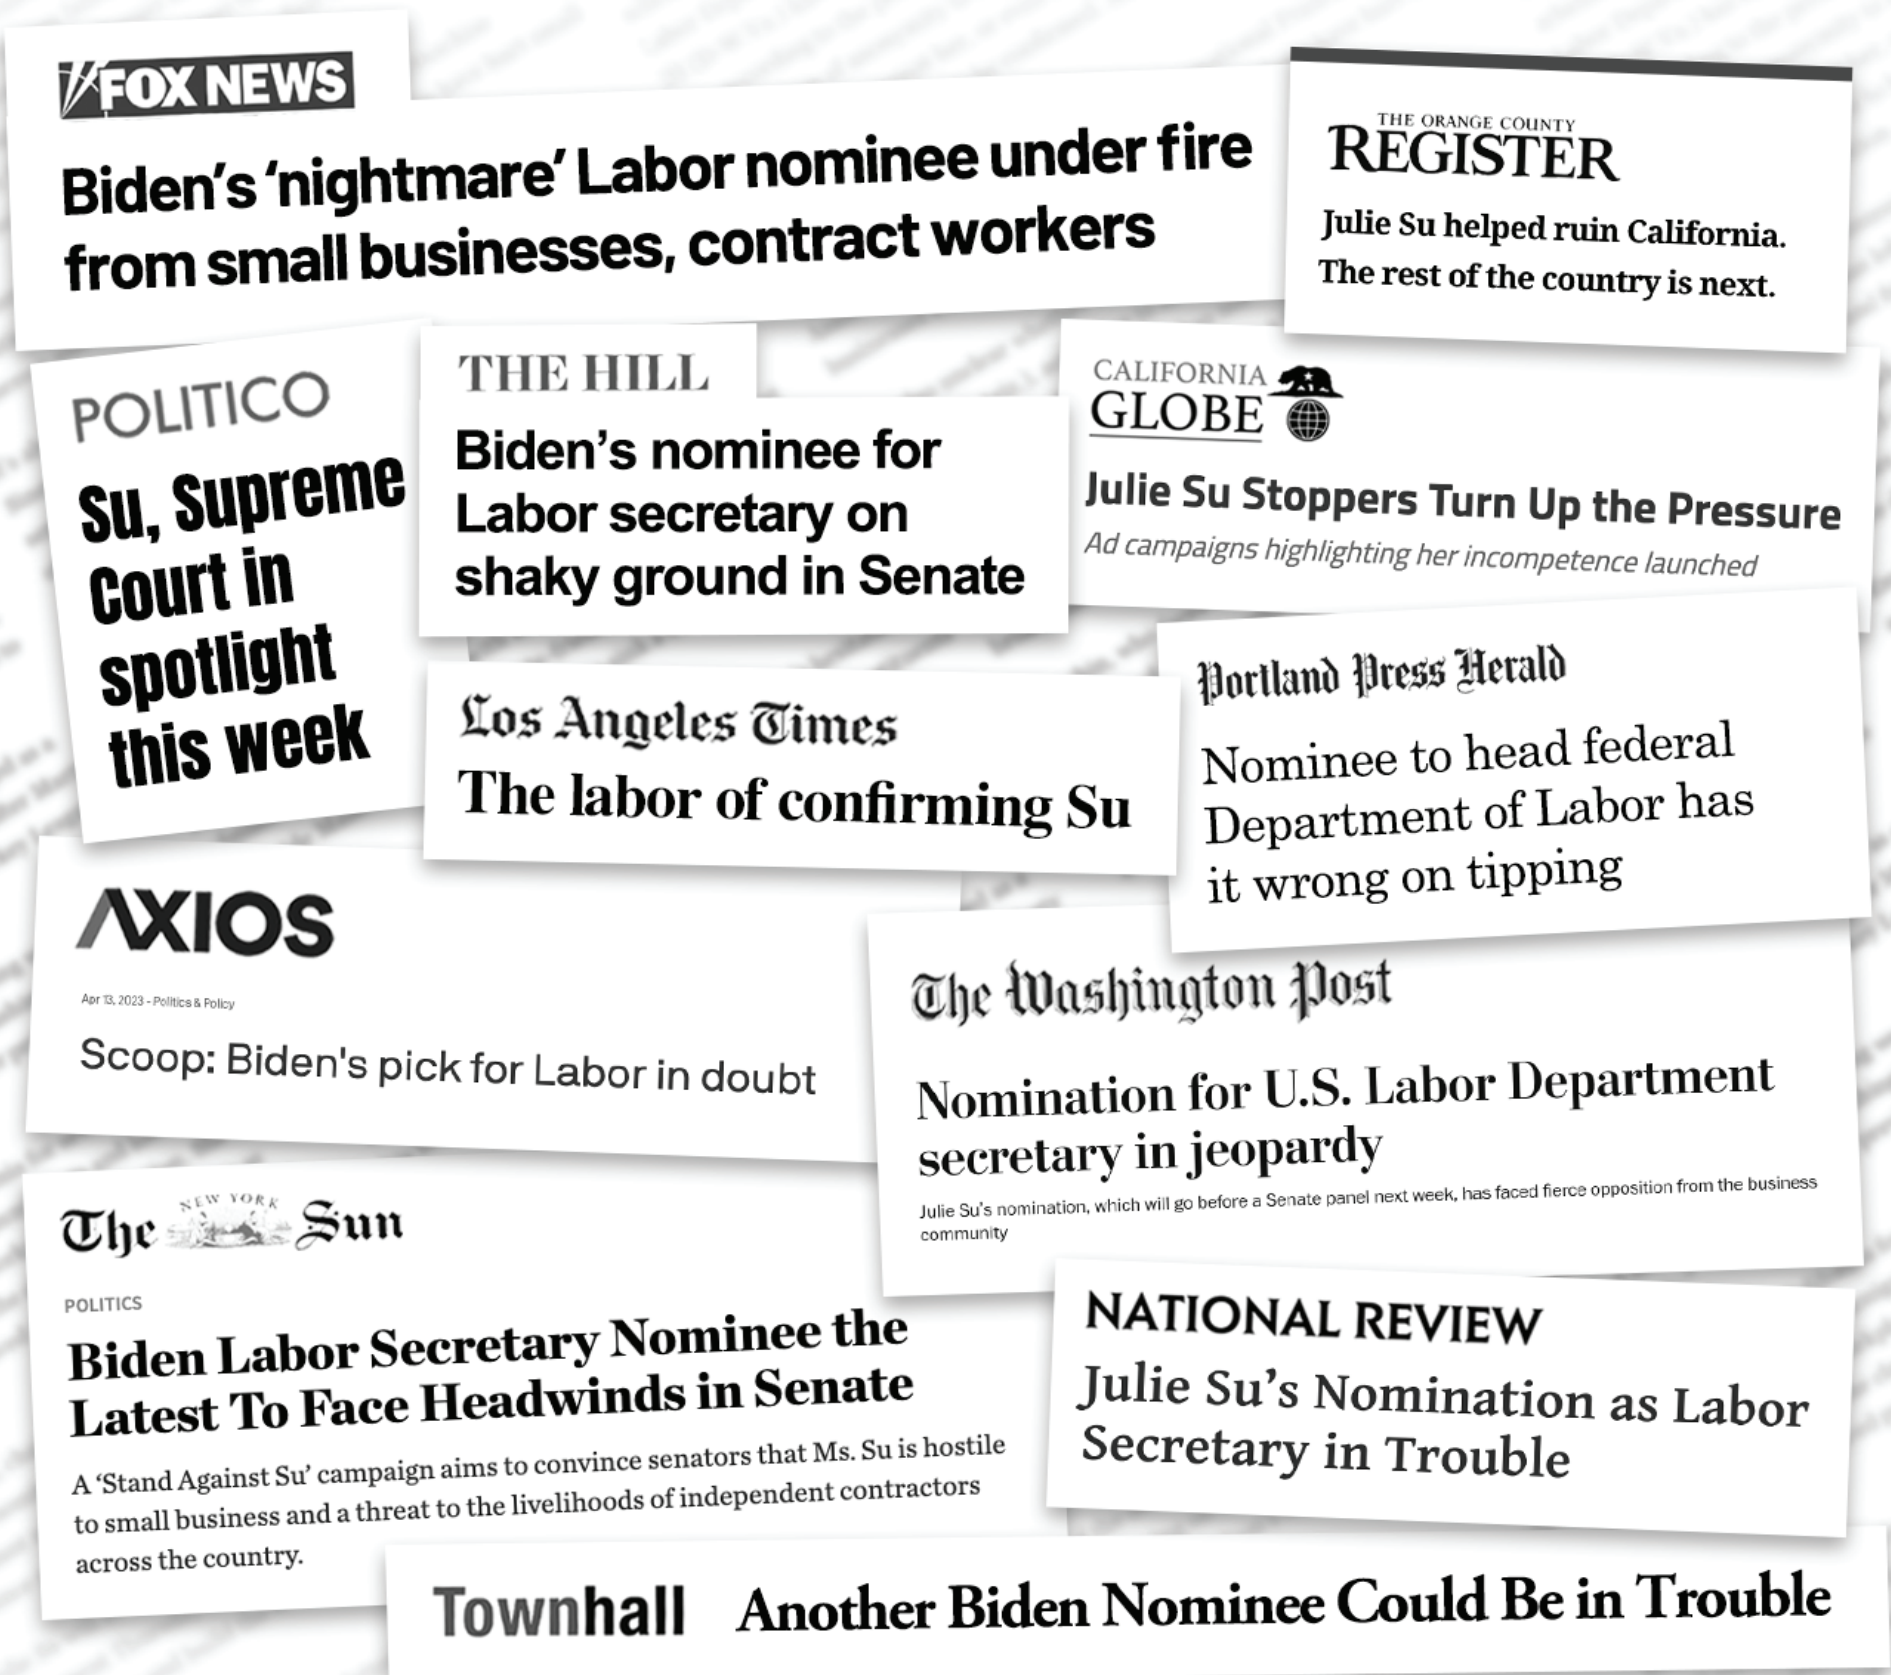 FOX NEWS
Biden's 'nightmare' Labor nominee under fire
from small businesses, contract workers
THE ORANGE COUNTY
REGISTER
Julie Su helped ruin California.
The rest of the country is next.
POLITICO
Su, Supreme
Court in
spotlight
this week
THE HILL
Biden's nominee for
Labor secretary on
shaky ground in Senate
CALIFORNIA
GLOBE
Julie Su Stoppers Turn Up the Pressure
Ad campaigns highlighting her incompetence launched
Los Angeles Times
The labor of confirming Su
Portland Press Herald
Nominee to head federal
Department of Labor has
it wrong on tipping
AXIOS
Apr 13, 2023 - Politics & Policy
Scoop: Biden's pick for Labor in doubt
The Washington Post
Nomination for U.S. Labor Department
secretary in jeopardy
Julie Su's nomination, which will go before a Senate panel next week, has faced fierce opposition from the business
community
The NEW YORK Sun
POLITICS
Biden Labor Secretary Nominee the
Latest To Face Headwinds in Senate
A 'Stand Against Su' campaign aims to convince senators that Ms. Su is hostile
to small business and a threat to the livelihoods of independent contractors
across the country.
NATIONAL REVIEW
Julie Su's Nomination as Labor
Secretary in Trouble
Townhall Another Biden Nominee Could Be in Trouble